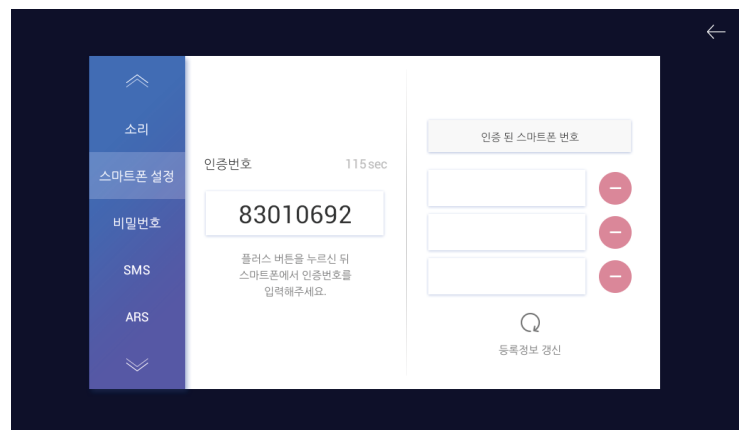 소리
스마트폰 설정
비밀번호
SMS
ARS
인증번호 115 sec
83010692
플러스 버튼을 누르신 뒤
스마트폰에서 인증번호를
입력해주세요.
인증 된 스마트폰 번호
등록정보 갱신